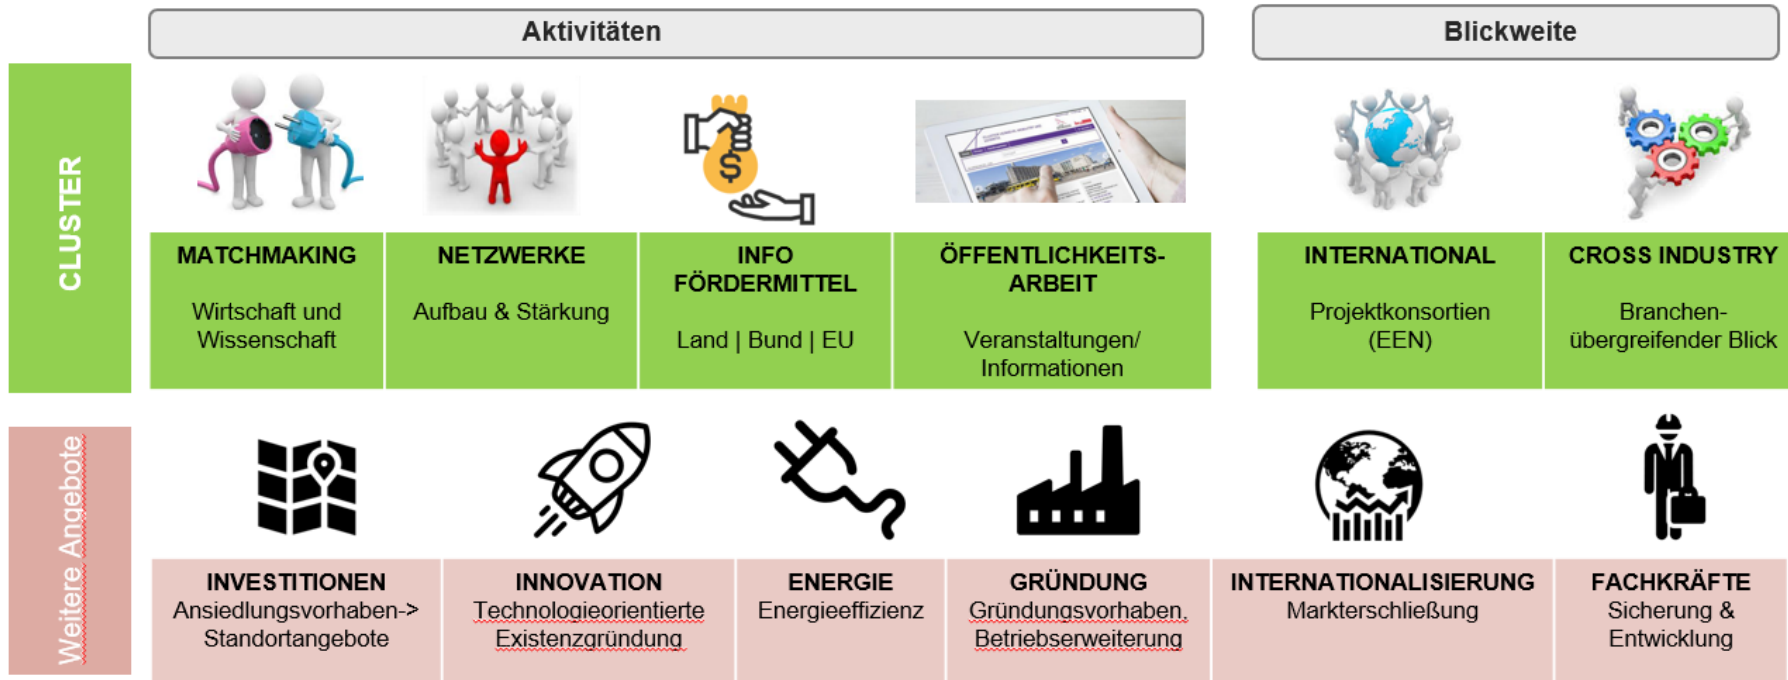 Aktivitäten
Blickweite
CLUSTER
MATCHMAKING
Wirtschaft und
Wissenschaft
NETZWERKE
Aufbau & Stärkung
INFO
FÖRDERMITTEL
Land | Bund | EU
ÖFFENTLICHKEITS-
ARBEIT
Veranstaltungen/
Informationen
INTERNATIONAL
Projektkonsortien
(EEN)
CROSS INDUSTRY
Branchen-
übergreifender Blick
Weitere Angebote
INVESTITIONEN
Ansiedlungsvorhaben->
Standortangebote
INNOVATION
Technologieorientierte
Existenzgründung
ENERGIE
Energieeffizienz
GRÜNDUNG
Gründungsvorhaben,
Betriebserweiterung
INTERNATIONALISIERUNG
Markterschließung
FACHKRÄFTE
Sicherung &
Entwicklung